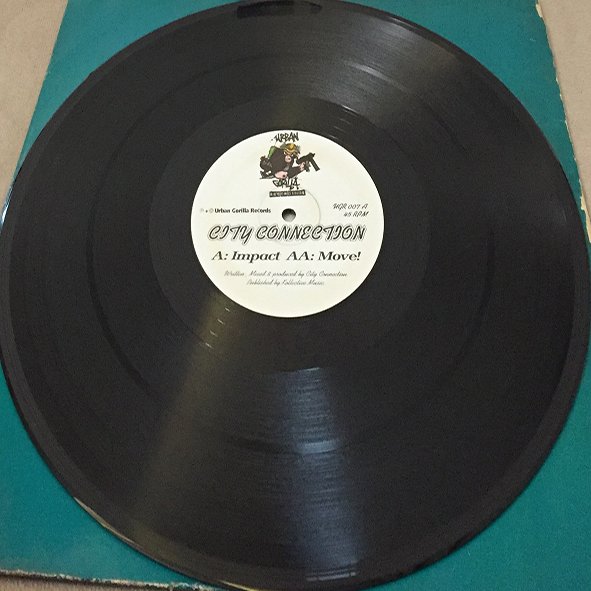 URBAN
GORILLA
℗ & © Urban Gorilla Records
UGR 007 A
45 RPM
CITY CONNECTION
A: Impact AA: Move!
Written, Mixed & produced by City Connection.
Published by Kollective Music.